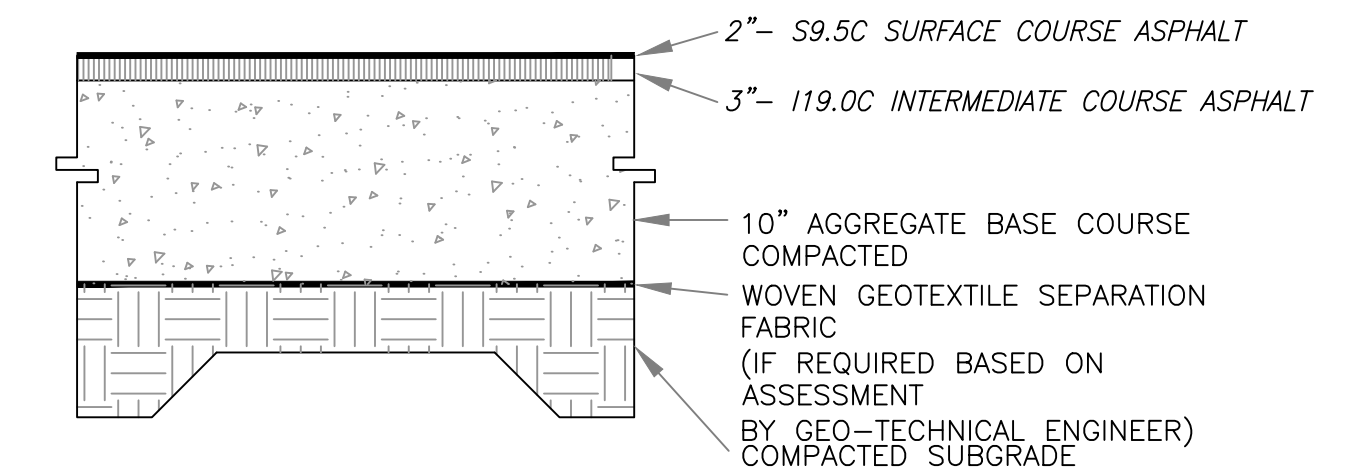 2"- S9.5C SURFACE COURSE ASPHALT
3"- I19.0C INTERMEDIATE COURSE ASPHALT
10" AGGREGATE BASE COURSE
COMPACTED
WOVEN GEOTEXTILE SEPARATION
FABRIC
(IF REQUIRED BASED ON
ASSESSMENT
BY GEO-TECHNICAL ENGINEER)
COMPACTED SUBGRADE